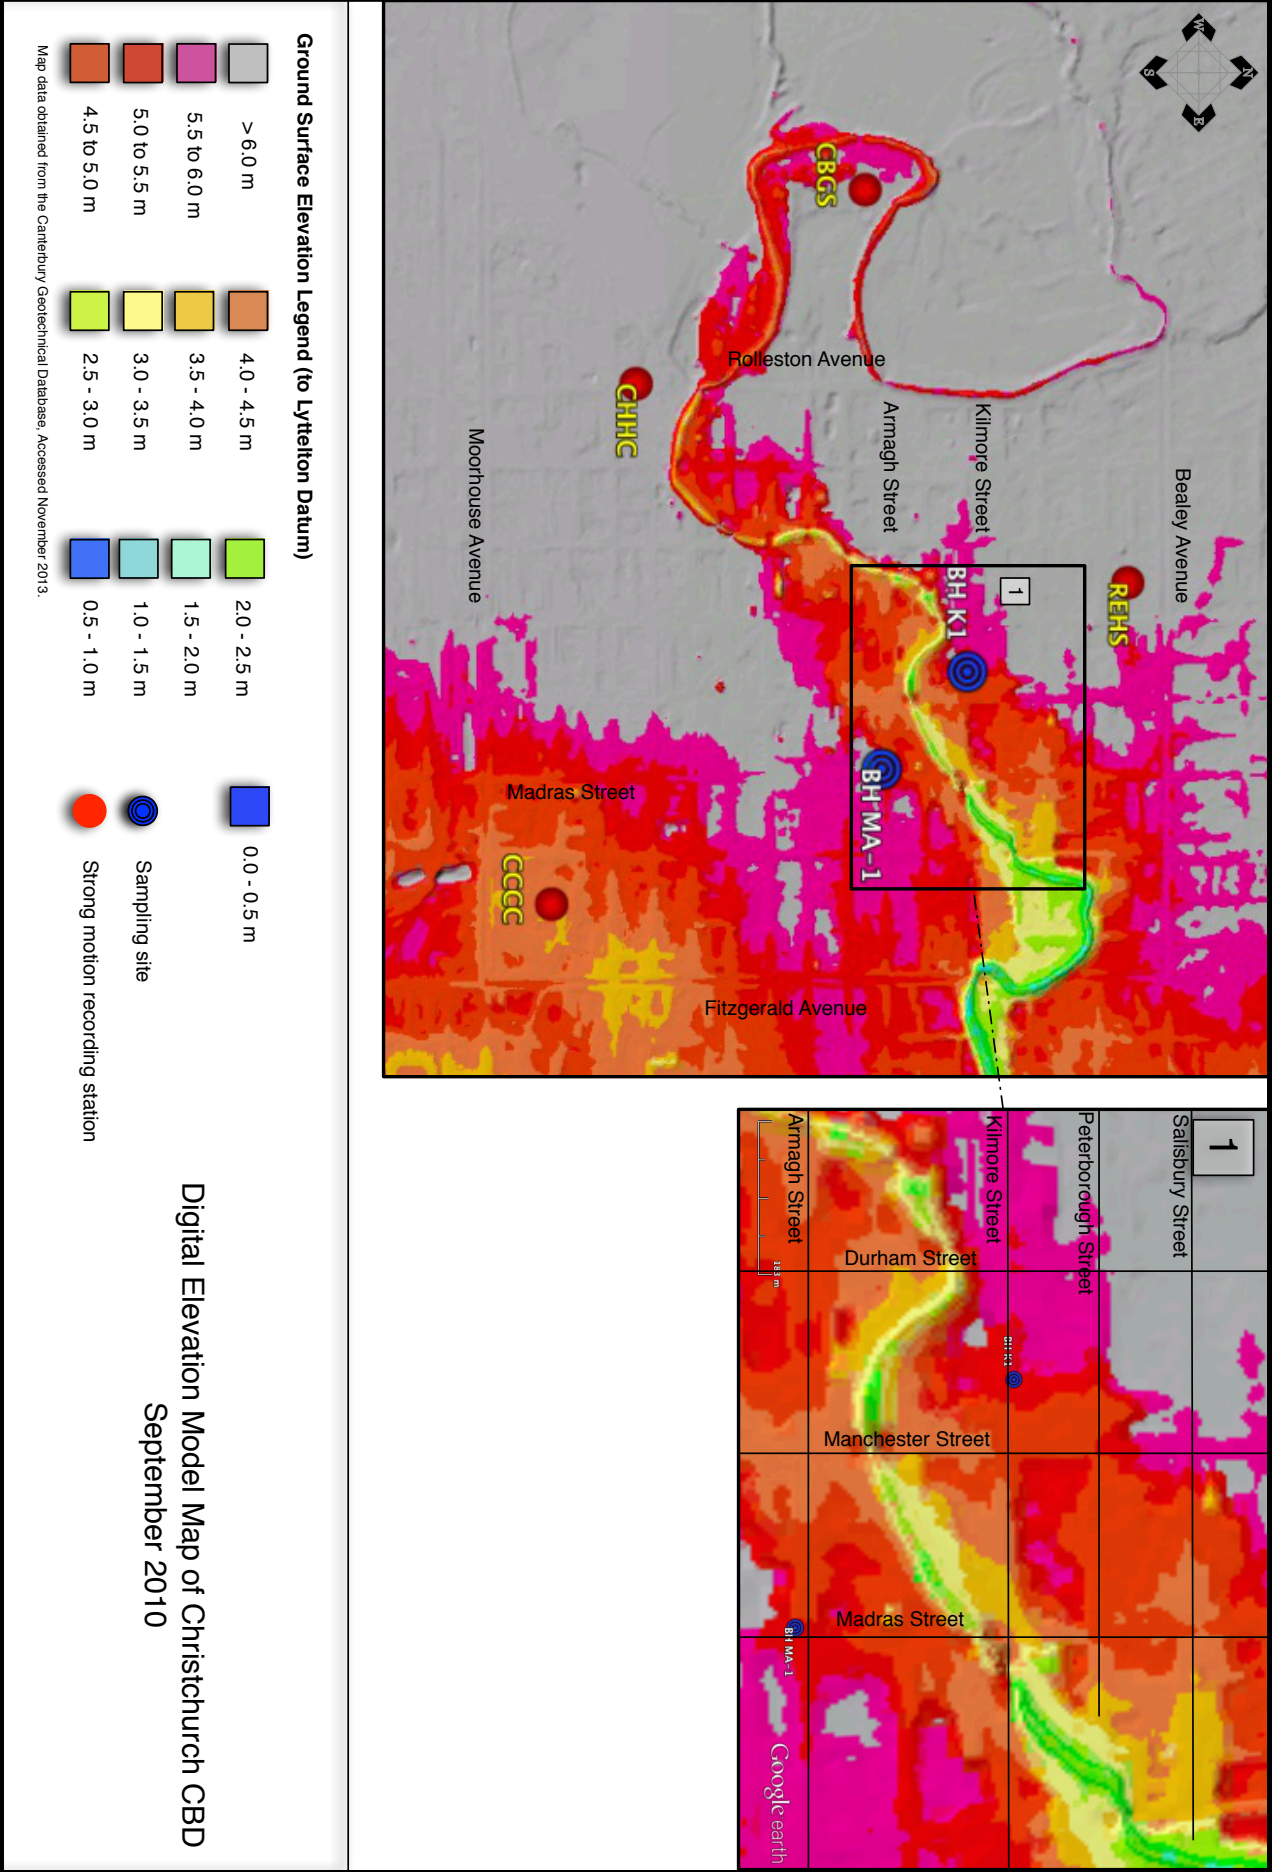 W
N
S
E
CBGS
Rolleston Avenue
CHHC
Armagh Street
Kilmore Street
Bealey Avenue
Moorhouse Avenue
REHS
1
BH-K1
BH MA-1
Madras Street
CCCC
Fitzgerald Avenue
1
Salisbury Street
Peterborough Street
Kilmore Street
Armagh Street
183 m
Durham Street
BH K1
Manchester Street
Madras Street
BH MA-1
Google earth
Ground Surface Elevation Legend (to Lyttelton Datum)
> 6.0 m
5.5 to 6.0 m
5.0 to 5.5 m
4.5 to 5.0 m
4.0 - 4.5 m
3.5 - 4.0 m
3.0 - 3.5 m
2.5 - 3.0 m
2.0 - 2.5 m
1.5 - 2.0 m
1.0 - 1.5 m
0.5 - 1.0 m
0.0 - 0.5 m
Sampling site
Strong motion recording station
Map data obtained from the Canterbury Geotechnical Database, Accessed November 2013.
Digital Elevation Model Map of Christchurch CBD
September 2010